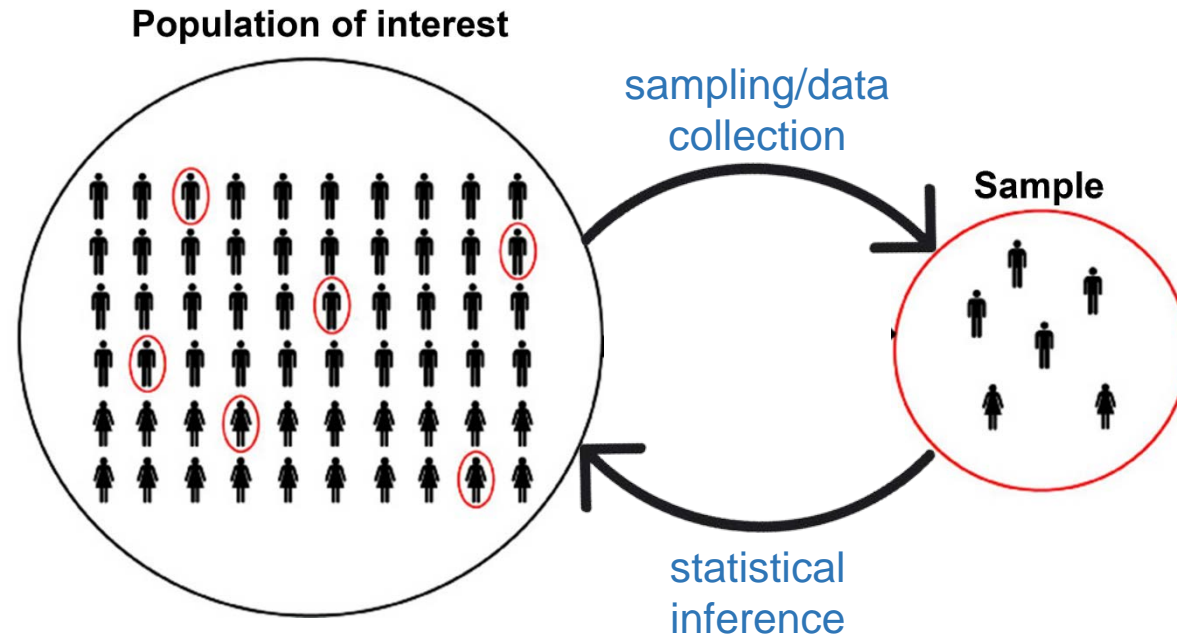 Population of interest
sampling/data
collection
Sample
statistical
inference